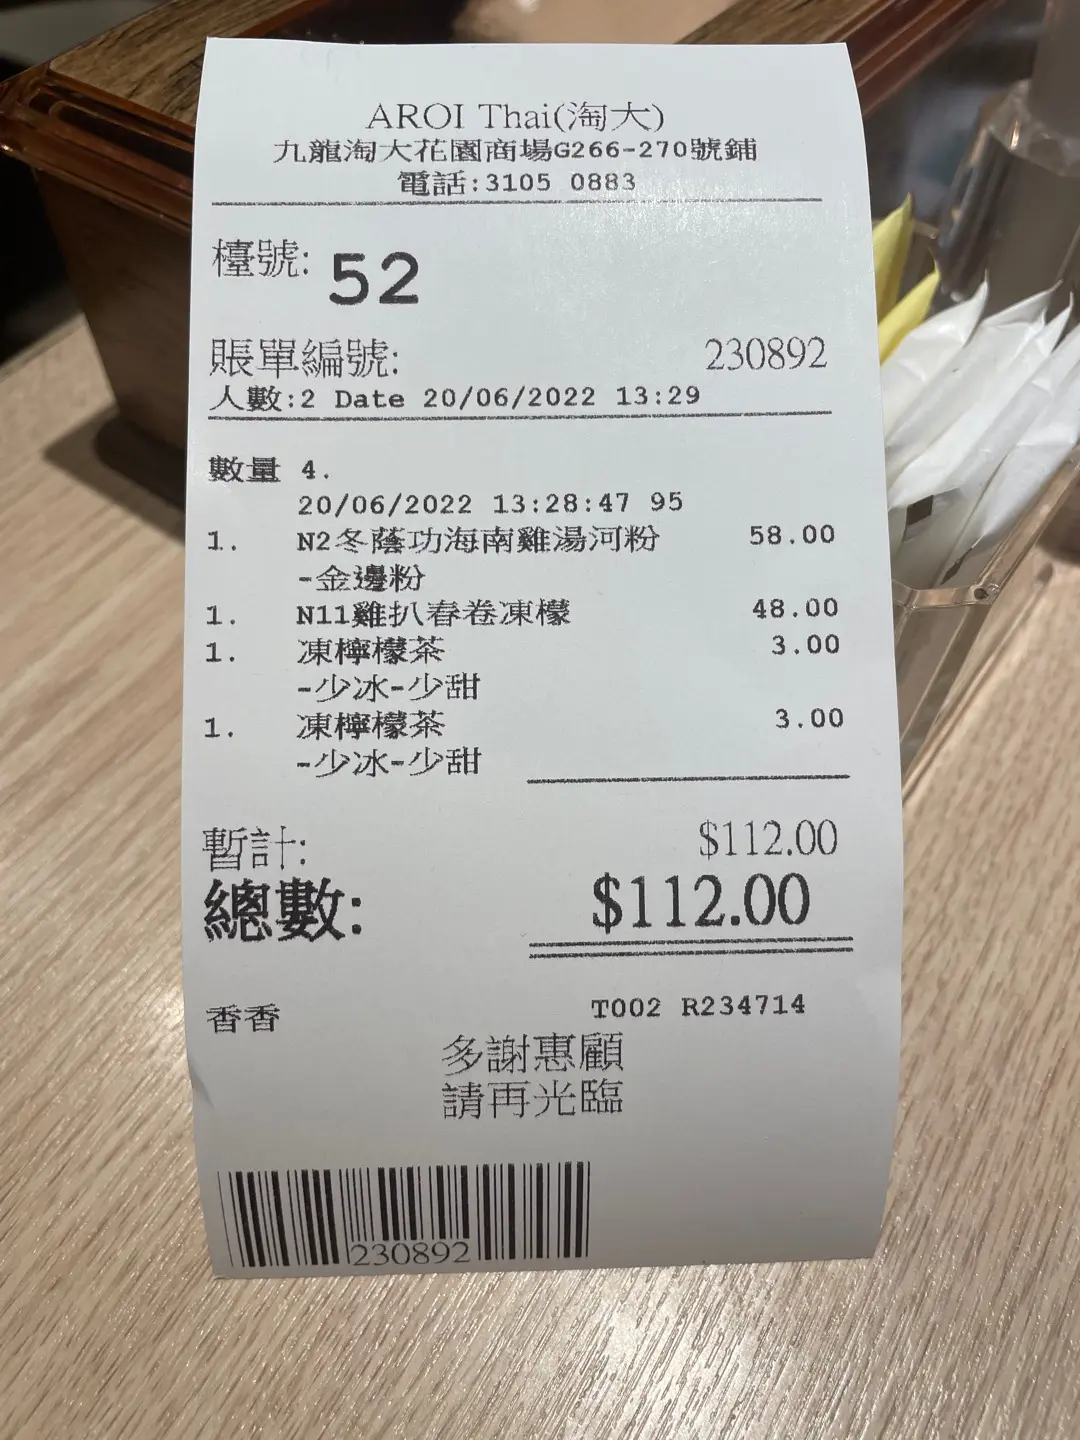 AROI Thai(淘大)
九龍淘大花園商場G266-270號鋪
電話:3105 0883
檯號: 52
賬單編號: 230892
人數:2 Date 20/06/2022 13:29
數量 4.
20/06/2022 13:28:47 95
1. N2冬蔭功海南雞湯河粉 58.00
-金邊粉
1. N11雞扒春卷凍檬 48.00
1. 凍檸檬茶 3.00
-少冰-少甜
1. 凍檸檬茶 3.00
-少冰-少甜
暫計: $112.00
總數: $112.00
香香 T002 R234714
多謝惠顧
請再光臨
230892